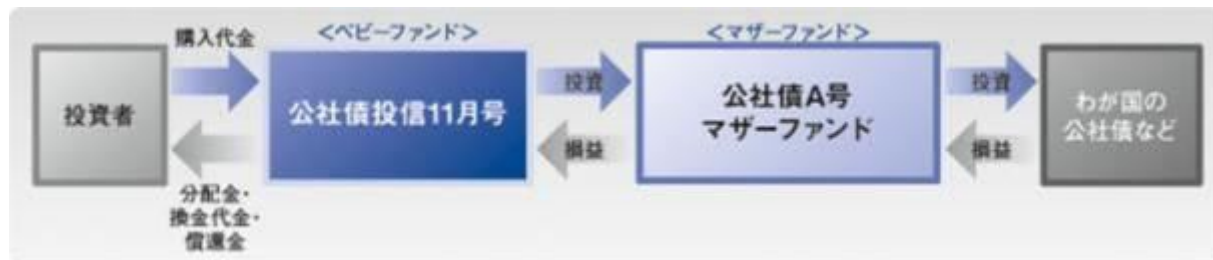 購入代金
<ベビーファンド>
<マザーファンド>
投資者
公社債投信11月号
投資
公社債A号
マザーファンド
投資
わが国の
公社債など
損益
損益
分配金・
換金代金・
償還金